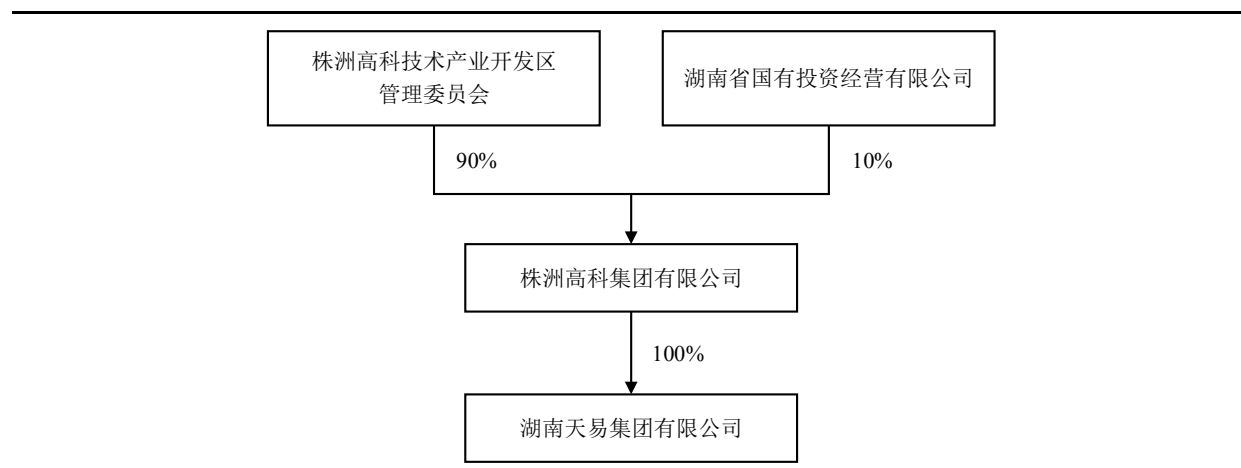 株洲高科技术产业开发区
管理委员会
湖南省国有投资经营有限公司
90%
10%
株洲高科集团有限公司
100%
湖南天易集团有限公司